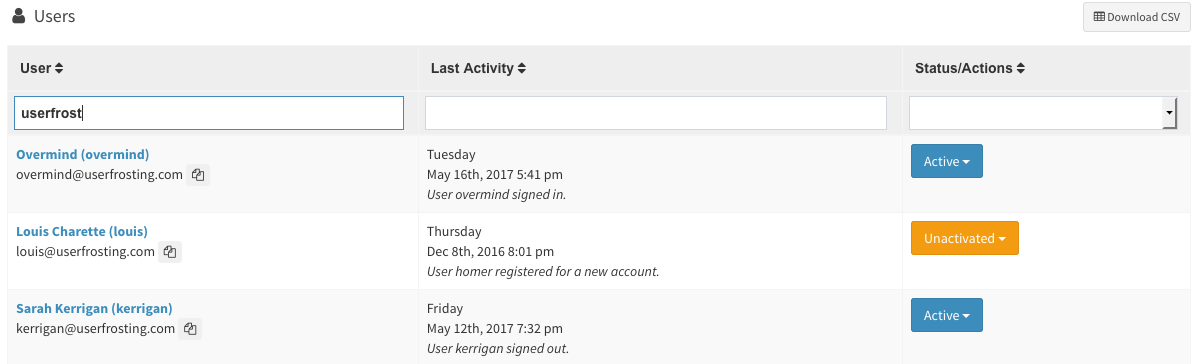 Users
Download CSV
User Last Activity Status/Actions
userfrost
Overmind (overmind)
overmind@userfrosting.com
Tuesday
May 16th, 2017 5:41 pm
User overmind signed in.
Active
Louis Charette (louis)
louis@userfrosting.com
Thursday
Dec 8th, 2016 8:01 pm
User homer registered for a new account.
Unactivated
Sarah Kerrigan (kerrigan)
kerrigan@userfrosting.com
Friday
May 12th, 2017 7:32 pm
User kerrigan signed out.
Active